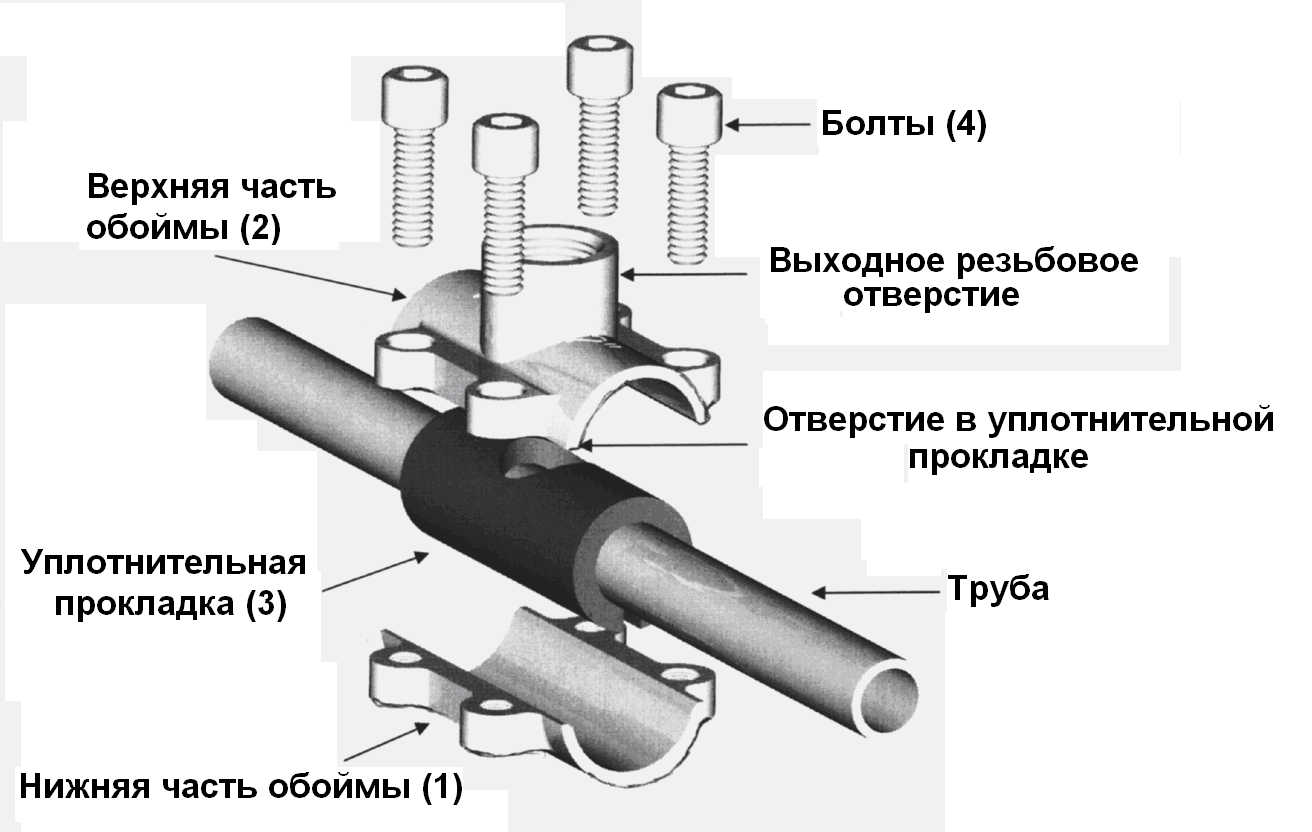 Болты (4)
Верхняя часть
обоймы (2)
Выходное резьбовое
отверстие
Отверстие в уплотнительной
прокладке
Уплотнительная
прокладка (3)
Труба
Нижняя часть обоймы (1)